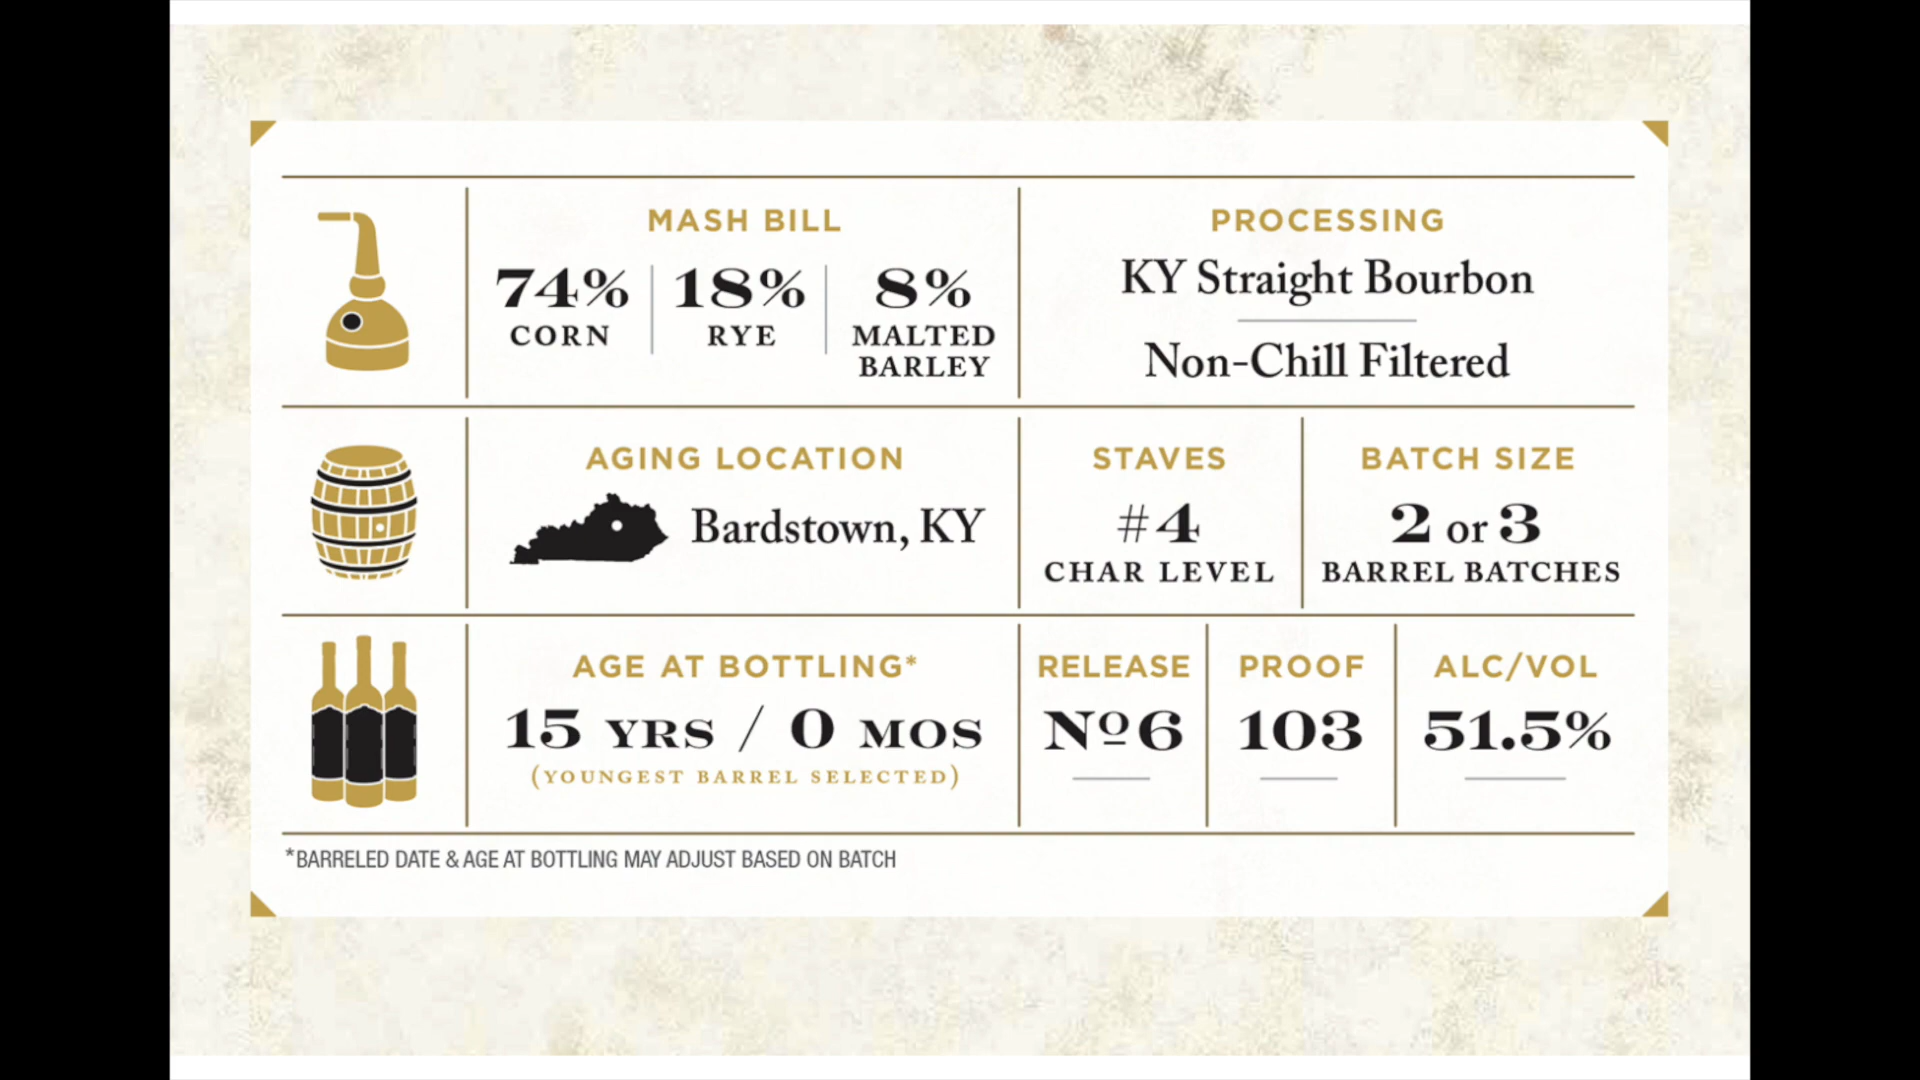 MASH BILL
74% 18% 8%
CORN RYE MALTED
BARLEY
PROCESSING
KY Straight Bourbon
Non-Chill Filtered
AGING LOCATION
Bardstown, KY
STAVES
#4
CHAR LEVEL
BATCH SIZE
2 or 3
BARREL BATCHES
AGE AT BOTTLING*
15 YRS / 0 MOS
(YOUNGEST BARREL SELECTED)
RELEASE
Nº6
PROOF
103
ALC/VOL
51.5%
*BARRELED DATE & AGE AT BOTTLING MAY ADJUST BASED ON BATCH